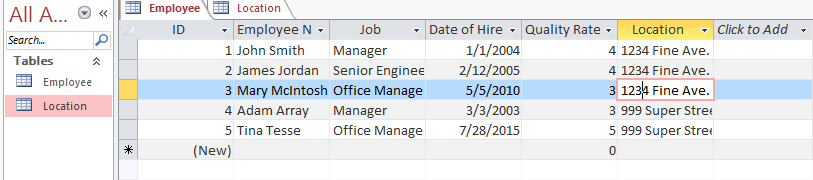 All A...
Search...
Tables
Employee
Location
Employee Location
ID Employee N Job Date of Hire Quality Rate Location Click to Add
1 John Smith Manager 1/1/2004 4 1234 Fine Ave.
2 James Jordan Senior Enginee 2/12/2005 4 1234 Fine Ave.
3 Mary McIntosh Office Manage 5/5/2010 3 1234 Fine Ave.
4 Adam Array Manager 3/3/2003 3 999 Super Stree
5 Tina Tesse Office Manage 7/28/2015 5 999 Super Stree
* (New) 0